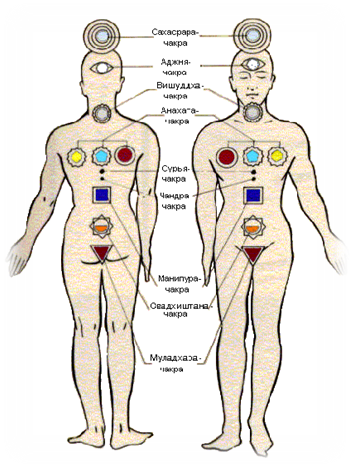 Сахасрара-
чакра
Аджня-
чакра
Вишуддха-
чакра
Анахата-
чакра
Сурья-
чакра
Чандра
чакра
Манипура-
чакра
Свадхиштана-
чакра
Муладхара-
чакра